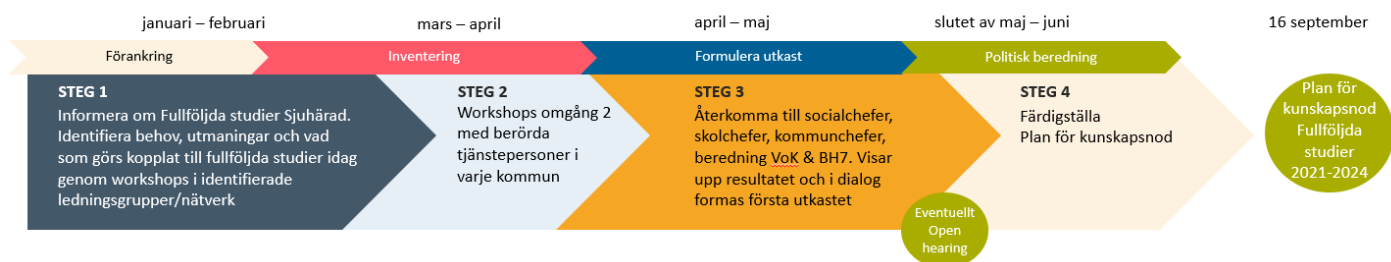 januari – februari
mars – april
april – maj
slutet av maj – juni
16 september
Förankring
Inventering
Formulera utkast
Politisk beredning
STEG 1
Informera om Fullföljda studier Sjuhärad.
Identifiera behov, utmaningar och vad
som görs kopplat till fullföljda studier idag
genom workshops i identifierade
ledningsgrupper/nätverk
STEG 2
Workshops omgång 2
med berörda
tjänstepersoner i
varje kommun
STEG 3
Återkomma till socialchefer,
skolchefer, kommunchefer,
beredning VoK & BH7. Visar
upp resultatet och i dialog
formas första utkastet
Eventuellt
Open
hearing
STEG 4
Färdigställa
Plan för kunskapsnod
Plan för
kunskapsnod
Fullföljda
studier
2021-2024